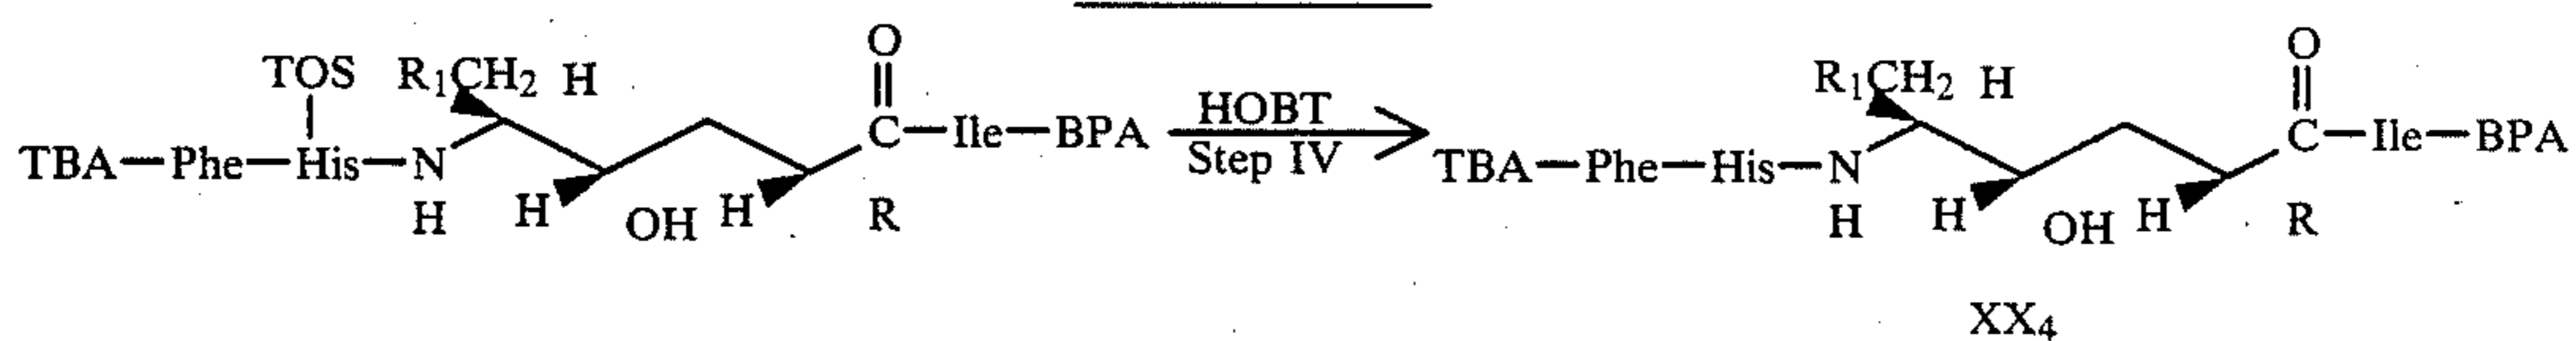 O O
TOS R₁CH₂ H R₁CH₂ H
C—Ile—BPA HOBT C—Ile—BPA
TBA—Phe—His—N Step IV TBA—Phe—His—N
H H OH H R H H OH H R
XX₄